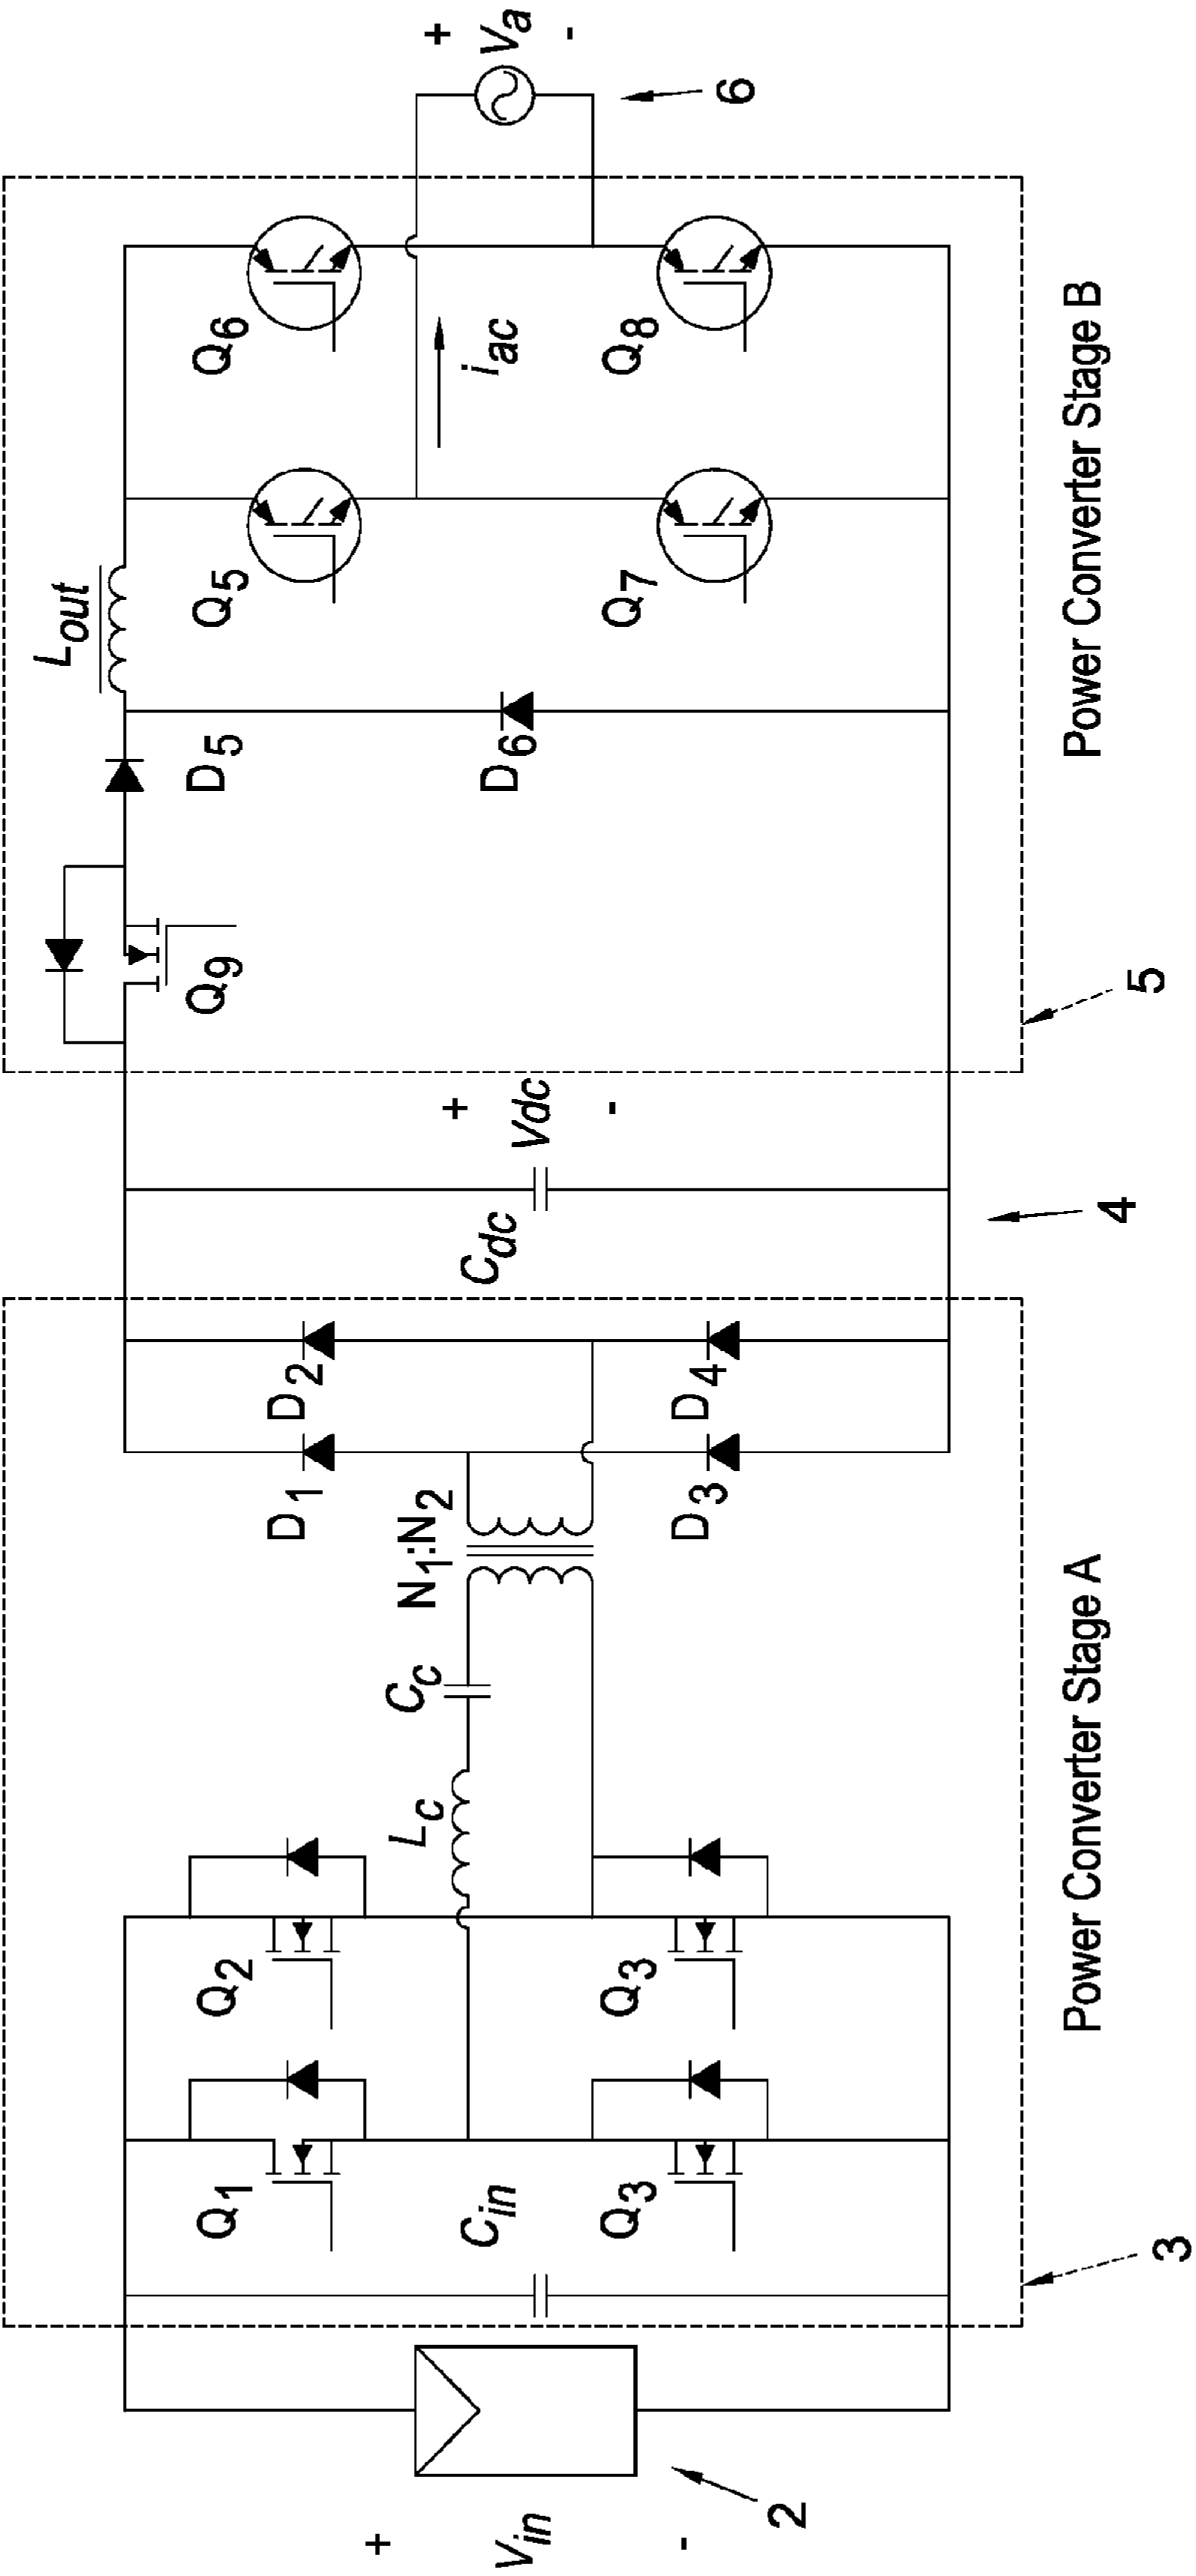 Vin
+
-
2
Cin
Q1
Q2
Q3
Q3
Lc
Cc
N1:N2
D1
D2
D3
D4
3
Power Converter Stage A
Cdc
+
Vdc
-
4
Q9
D5
D6
Lout
Q5
Q6
Q7
Q8
iac
5
Power Converter Stage B
+
Va
-
6